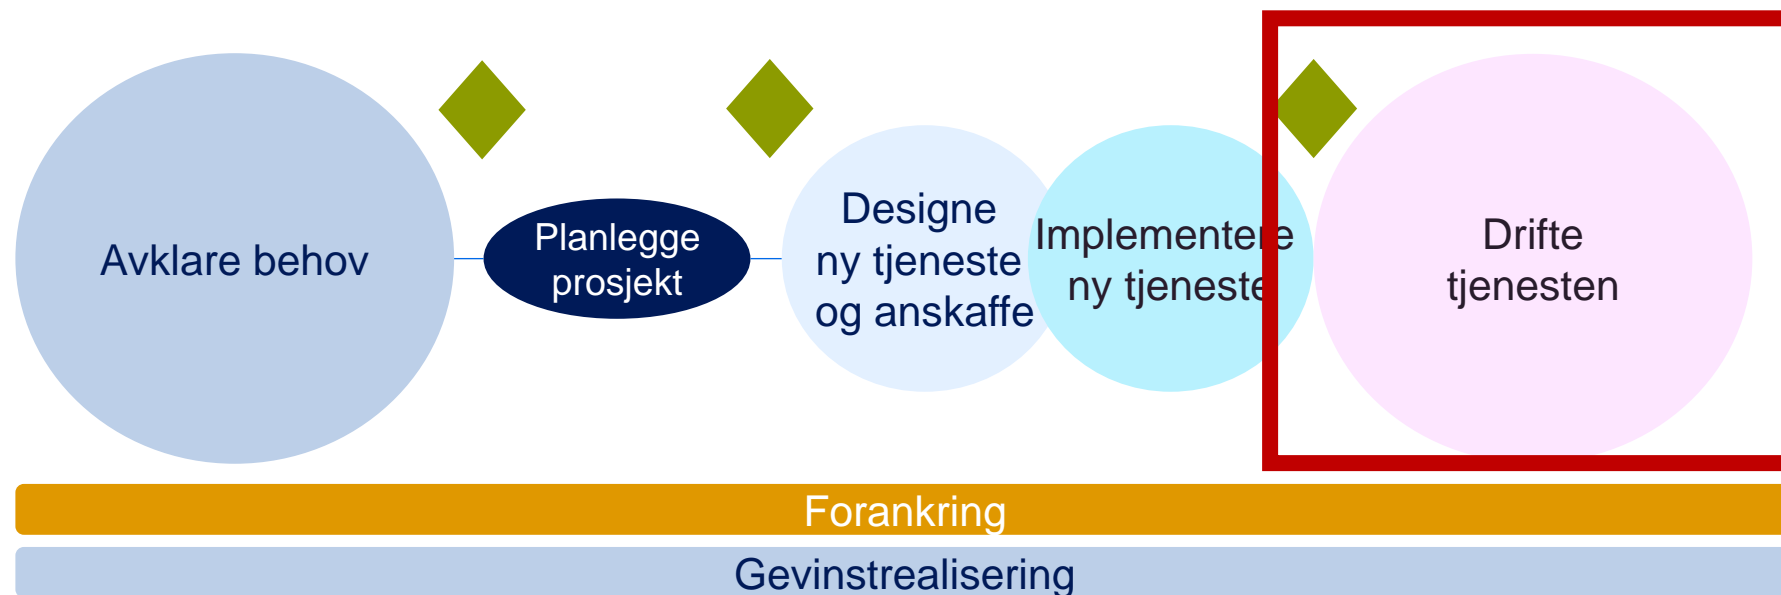 Avklare behov
Planlegge
prosjekt
Designe
ny tjeneste
og anskaffe
Implementere
ny tjeneste
Drifte
tjenesten
Forankring
Gevinstrealisering